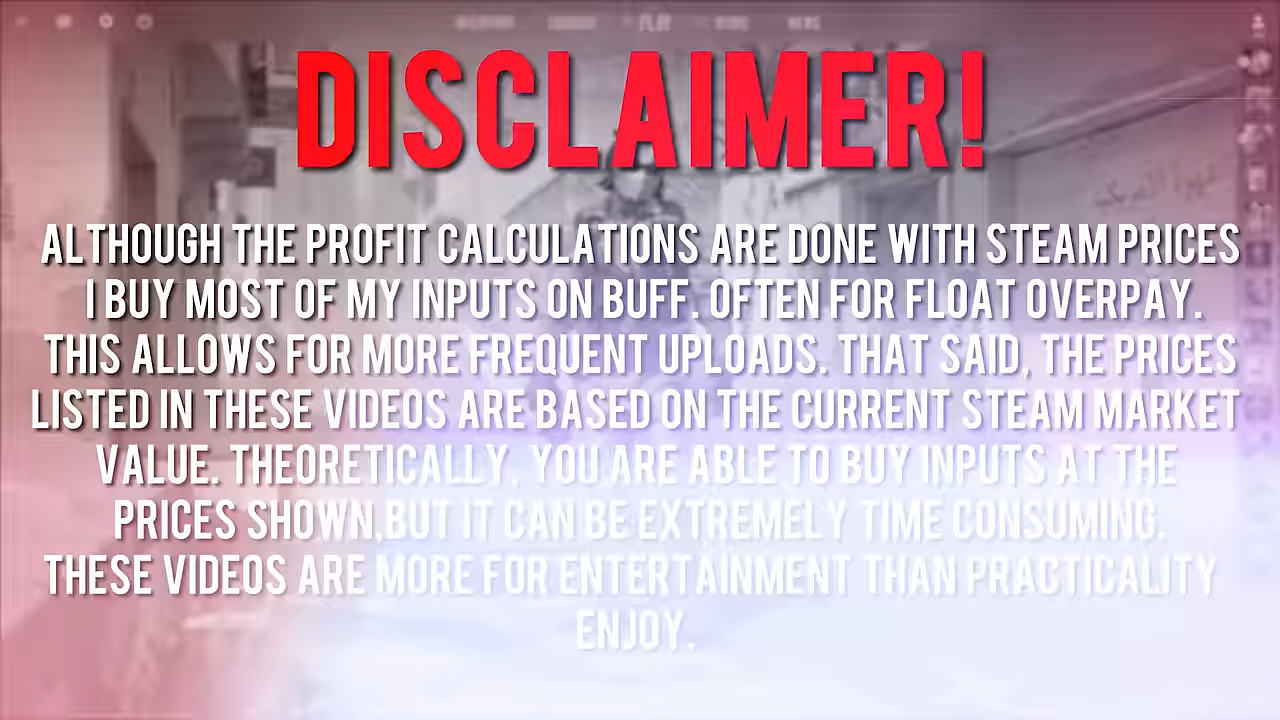 PLAY
NEWS
DISCLAIMER!
ALTHOUGH THE PROFIT CALCULATIONS ARE DONE WITH STEAM PRICES
I BUY MOST OF MY INPUTS ON BUFF. OFTEN FOR FLOAT OVERPAY.
THIS ALLOWS FOR MORE FREQUENT UPLOADS. THAT SAID, THE PRICES
LISTED IN THESE VIDEOS ARE BASED ON THE CURRENT STEAM MARKET
VALUE. THEORETICALLY, YOU ARE ABLE TO BUY INPUTS AT THE
PRICES SHOWN,BUT IT CAN BE EXTREMELY TIME CONSUMING.
THESE VIDEOS ARE MORE FOR ENTERTAINMENT THAN PRACTICALITY
ENJOY.